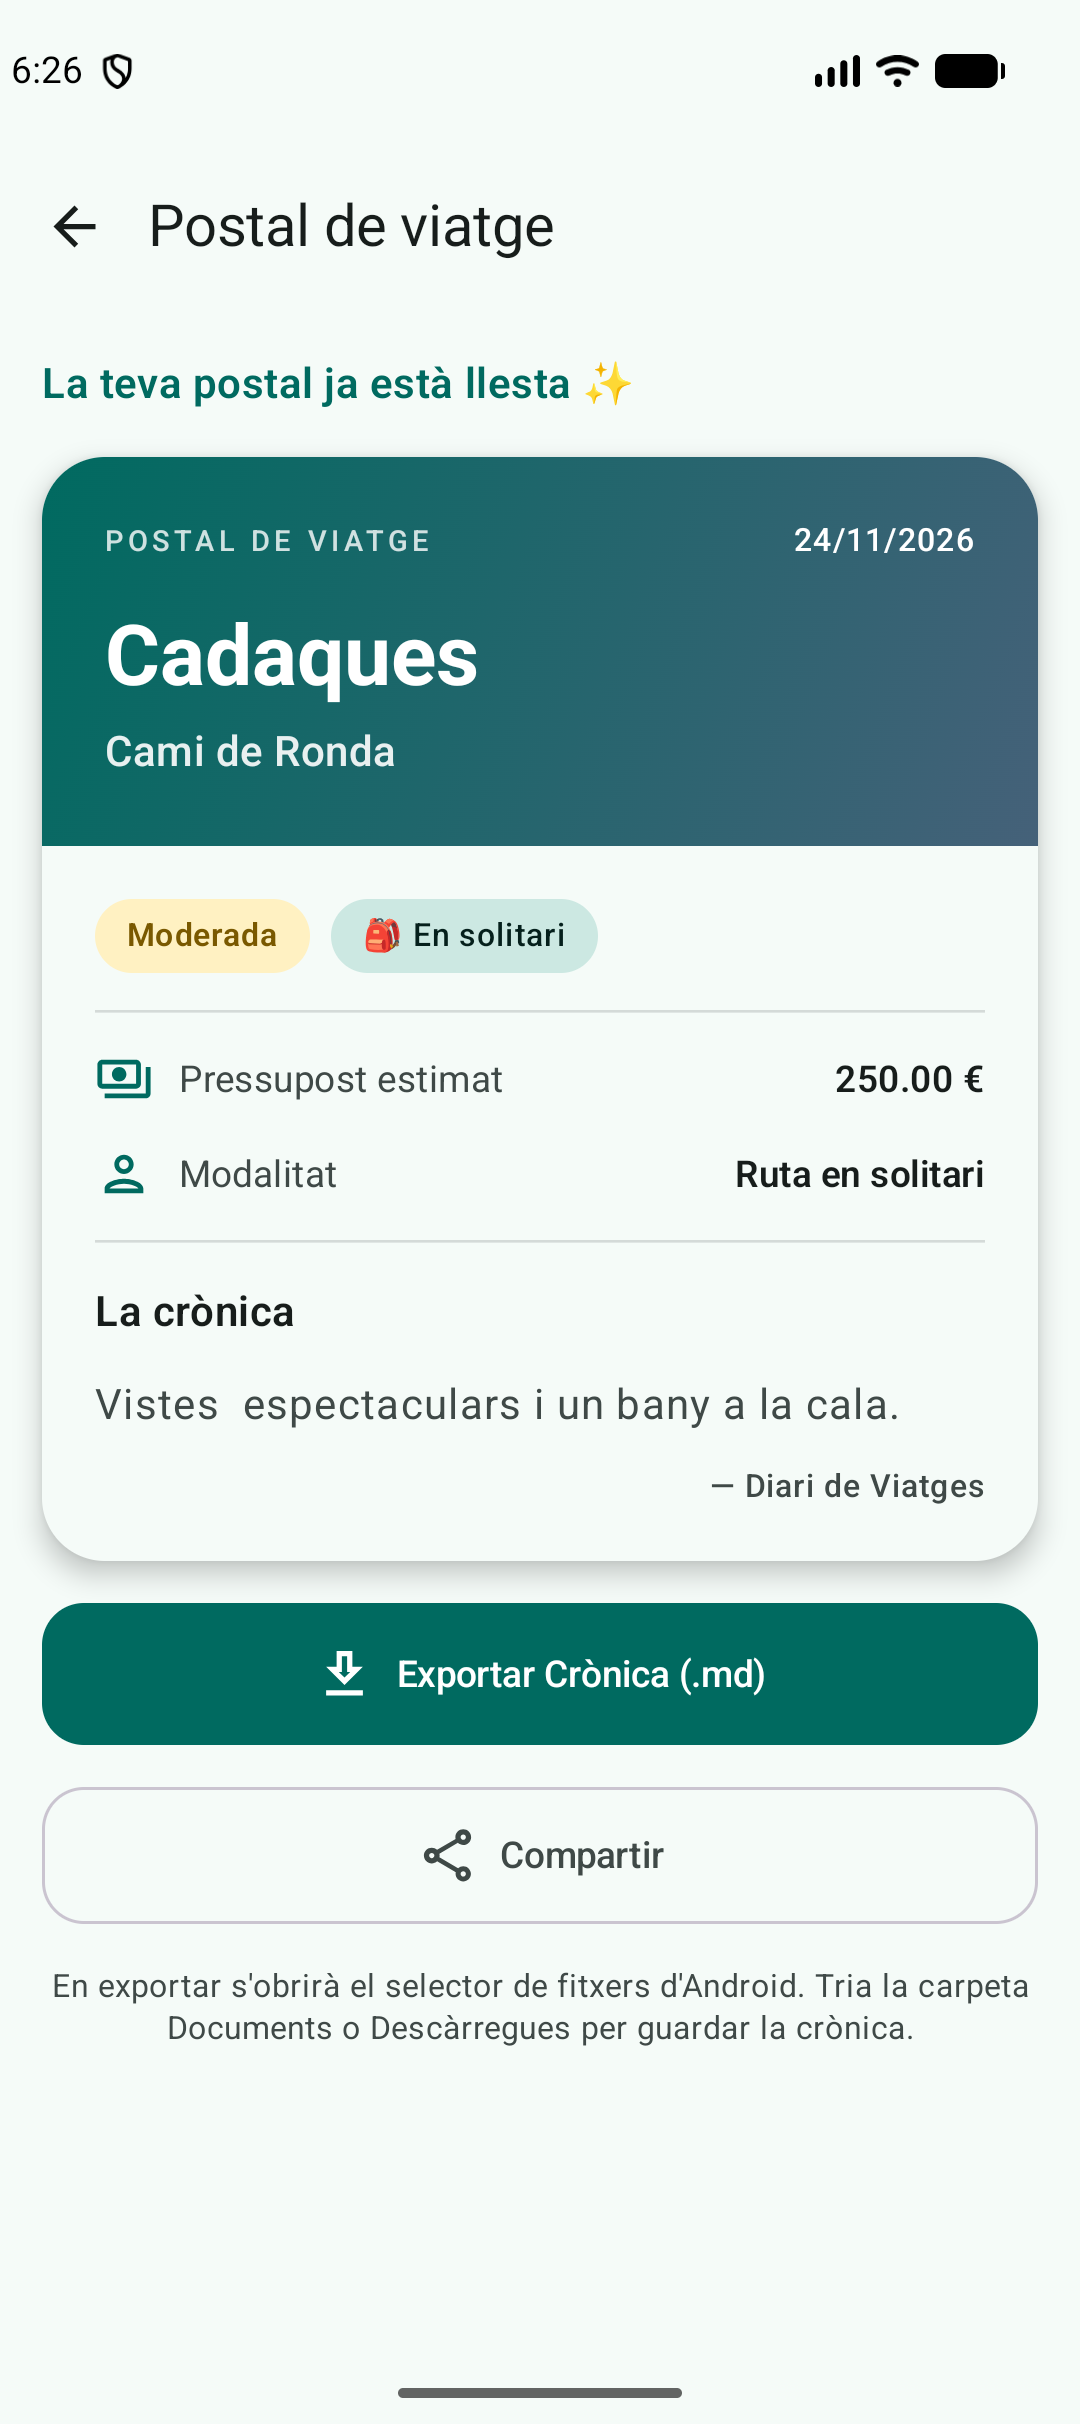 6:26
Postal de viatge
La teva postal ja està llesta ✨
POSTAL DE VIATGE
24/11/2026
Cadaques
Cami de Ronda
Moderada
🎒 En solitari
Pressupost estimat
250.00 €
Modalitat
Ruta en solitari
La crònica
Vistes  espectaculars i un bany a la cala.
— Diari de Viatges
Exportar Crònica (.md)
Compartir
En exportar s'obrirà el selector de fitxers d'Android. Tria la carpeta
Documents o Descàrregues per guardar la crònica.